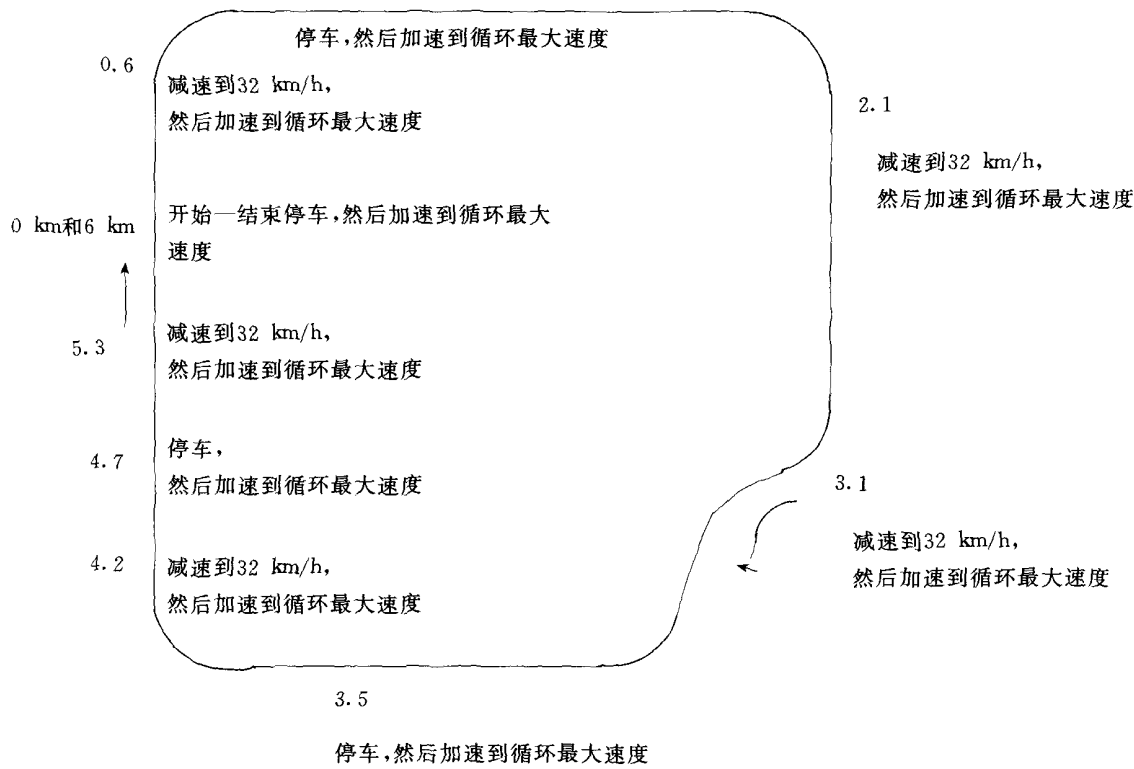 停车,然后加速到循环最大速度
0.6
减速到32 km/h,
然后加速到循环最大速度
2.1
减速到32 km/h,
然后加速到循环最大速度
0 km和6 km
开始—结束停车,然后加速到循环最大
速度
5.3
减速到32 km/h,
然后加速到循环最大速度
4.7
停车,
然后加速到循环最大速度
3.1
减速到32 km/h,
然后加速到循环最大速度
4.2
减速到32 km/h,
然后加速到循环最大速度
3.5
停车,然后加速到循环最大速度